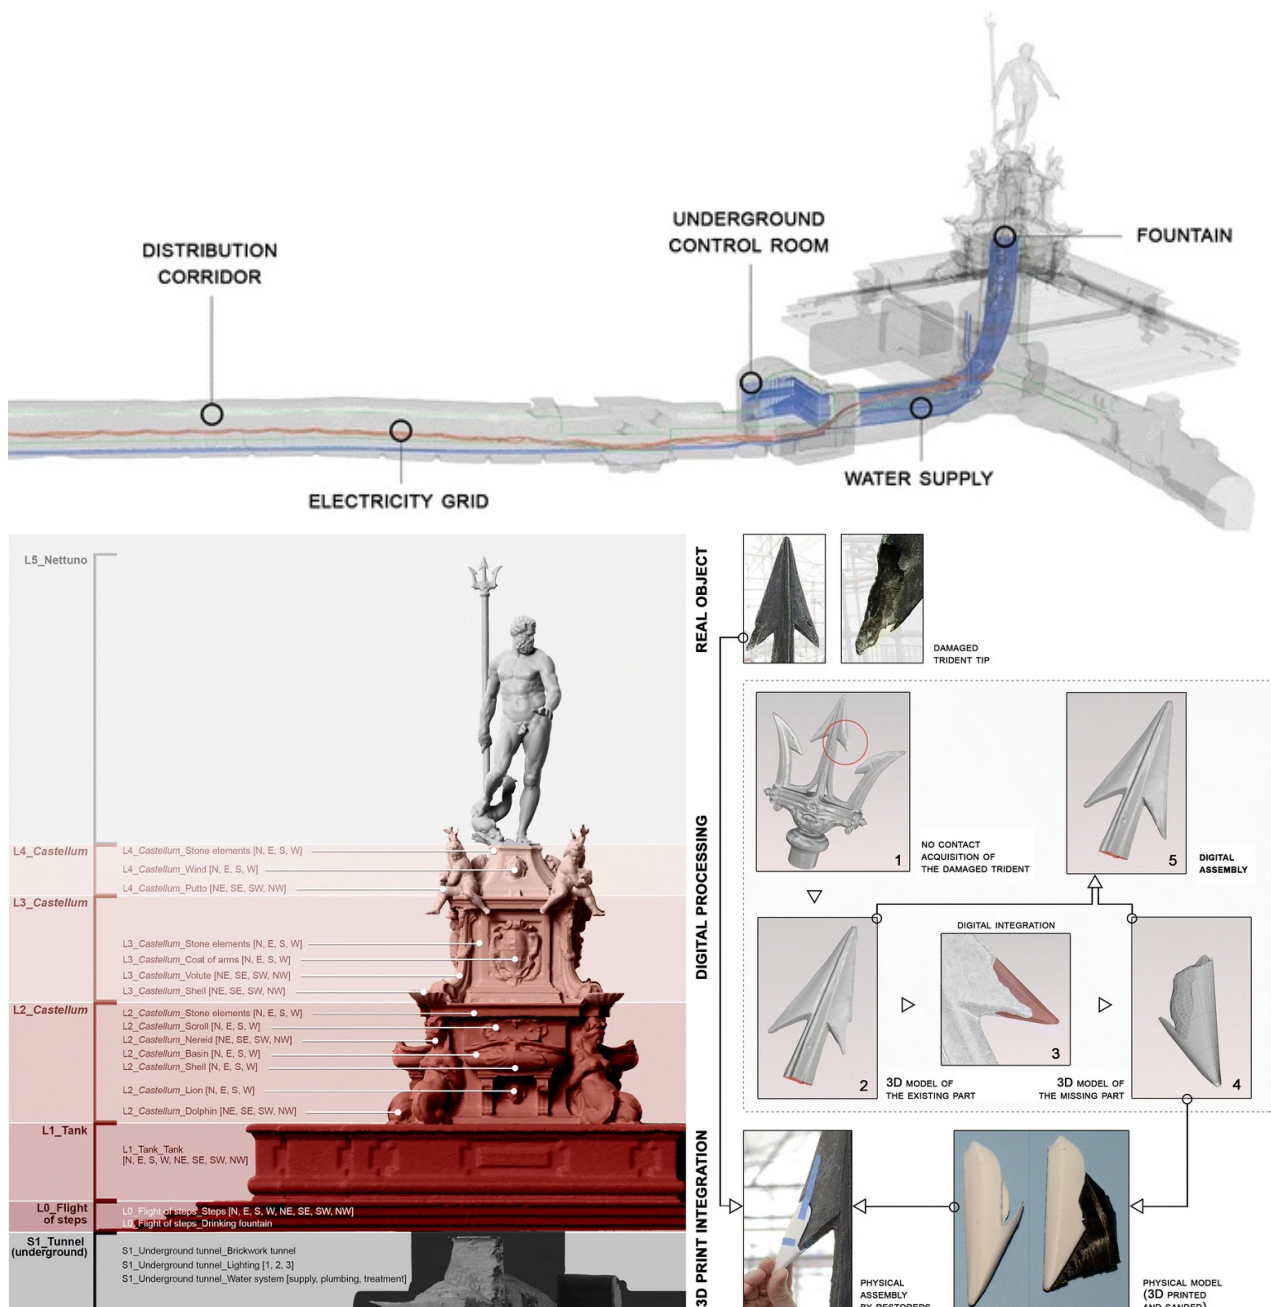 DISTRIBUTION
CORRIDOR
UNDERGROUND
CONTROL ROOM
FOUNTAIN
WATER SUPPLY
ELECTRICITY GRID
L5_Nettuno
L4_Castellum
L4_Castellum_Stone elements [N, E, S, W]
L4_Castellum_Wind [N, E, S, W]
L4_Castellum_Putto [NE, SE, SW, NW]
L3_Castellum
L3_Castellum_Stone elements [N, E, S, W]
L3_Castellum_Coat of arms [N, E, S, W]
L3_Castellum_Volute [NE, SE, SW, NW]
L3_Castellum_Shell [NE, SE, SW, NW]
L2_Castellum
L2_Castellum_Stone elements [N, E, S, W]
L2_Castellum_Scroll [N, E, S, W]
L2_Castellum_Nereid [NE, SE, SW, NW]
L2_Castellum_Basin [N, E, S, W]
L2_Castellum_Shell [N, E, S, W]
L2_Castellum_Lion [N, E, S, W]
L2_Castellum_Dolphin [NE, SE, SW, NW]
L1_Tank
L1_Tank_Tank
[N, E, S, W, NE, SE, SW, NW]
L0_Flight
of steps
L0_Flight of steps_Steps [N, E, S, W, NE, SE, SW, NW]
L0_Flight of steps_Drinking fountain
S1_Tunnel
(underground)
S1_Underground tunnel_Brickwork tunnel
S1_Underground tunnel_Lighting [1, 2, 3]
S1_Underground tunnel_Water system [supply, plumbing, treatment]
REAL OBJECT
DAMAGED
TRIDENT TIP
DIGITAL PROCESSING
1
NO CONTACT
ACQUISITION OF
THE DAMAGED TRIDENT
5
DIGITAL
ASSEMBLY
DIGITAL INTEGRATION
2
3D MODEL OF
THE EXISTING PART
3
3D MODEL OF
THE MISSING PART
4
3D PRINT INTEGRATION
PHYSICAL
ASSEMBLY
BY RESTORERS
PHYSICAL MODEL
(3D PRINTED
AND SANDED)